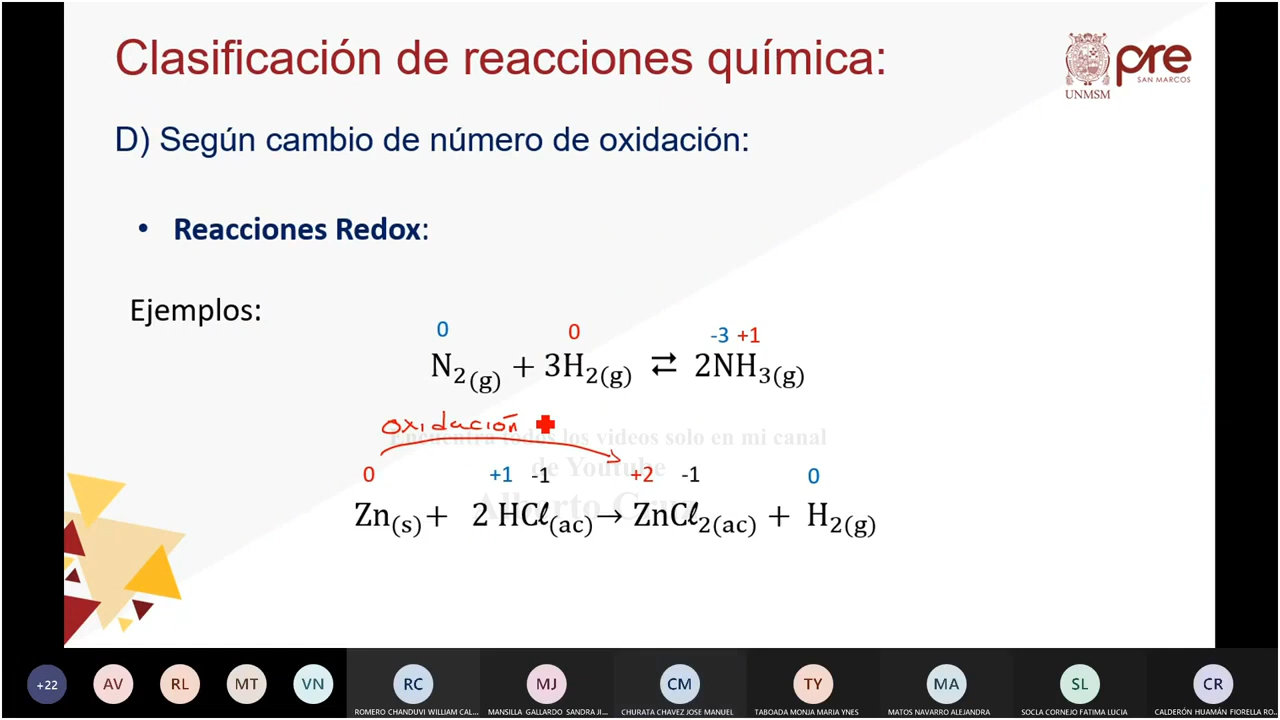 Clasificación de reacciones química:
pre
SAN MARCOS
UNMSM
D) Según cambio de número de oxidación:
• Reacciones Redox:
Ejemplos:
0 0 -3 +1
N2(g) + 3H2(g) ⇄ 2NH3(g)
oxidación
Encuentra todos los videos solo en mi canal
de Youtube
0 +1 -1 +2 -1 0
Zn(s) + 2 HCℓ(ac) → ZnCℓ2(ac) + H2(g)
+22 AV RL MT VN RC MJ CM TY MA SL CR
ROMERO CHANDUVI WILLIAM CAL... MANSILLA GALLARDO SANDRA JI... CHURATA CHAVEZ JOSE MANUEL TABOADA MONJA MARIA YNES MATOS NAVARRO ALEJANDRA SOCLA CORNEJO FATIMA LUCIA CALDERÓN HUAMÁN FIORELLA RO...